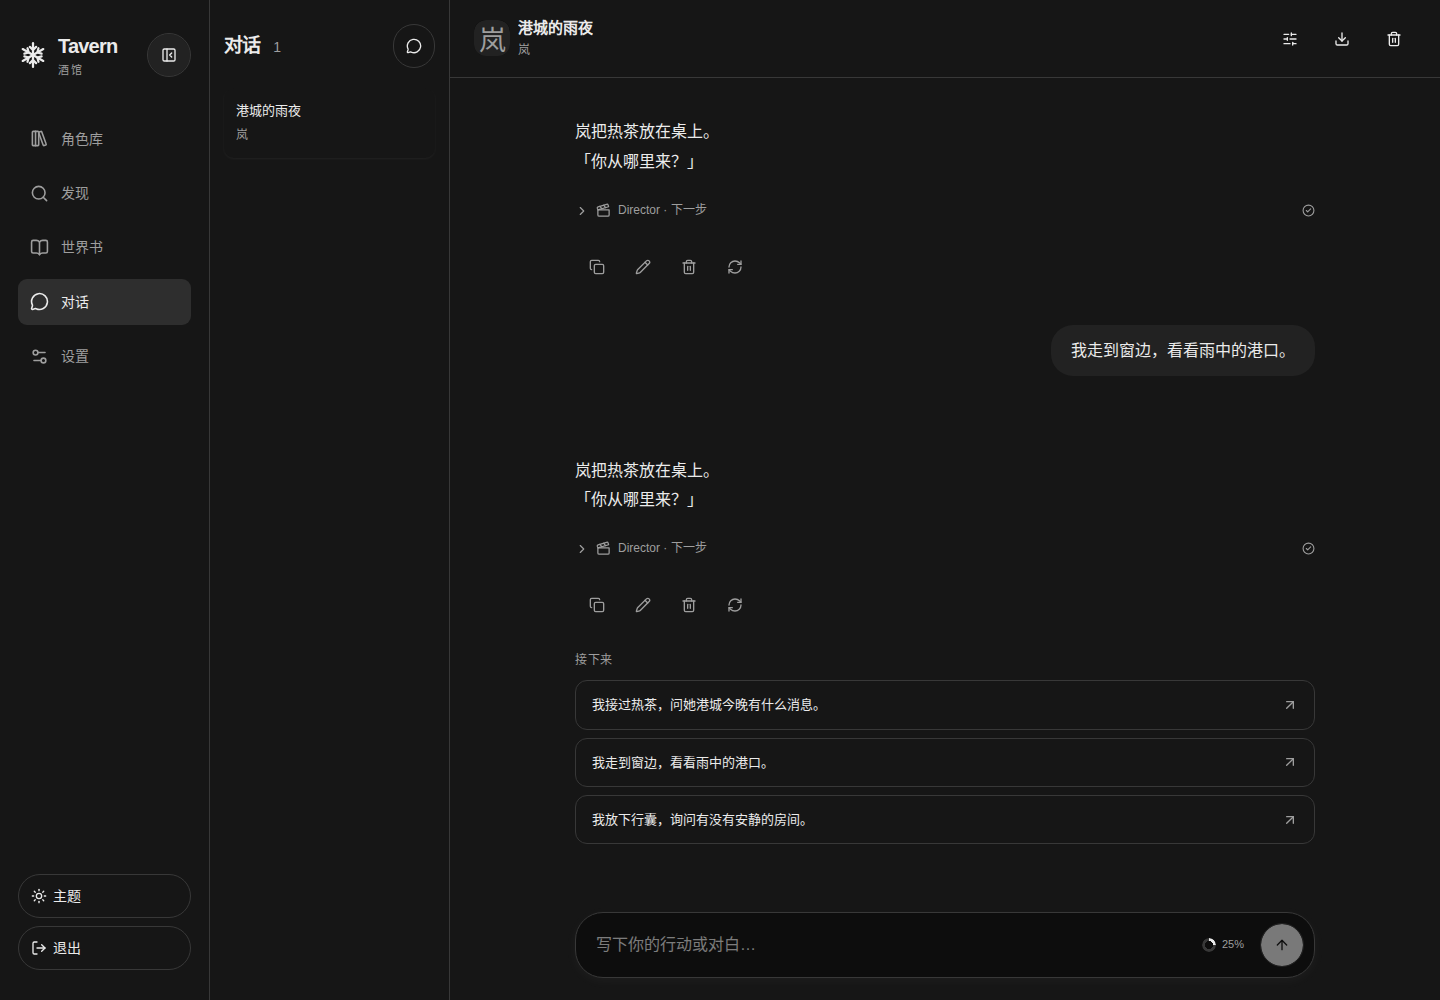 Tavern
酒馆
角色库
发现
世界书
对话
设置
主题
退出
对话 1
港城的雨夜
岚
岚
港城的雨夜
岚
岚把热茶放在桌上。
「你从哪里来？」
Director · 下一步
我走到窗边，看看雨中的港口。
岚把热茶放在桌上。
「你从哪里来？」
Director · 下一步
接下来
我接过热茶，问她港城今晚有什么消息。
我走到窗边，看看雨中的港口。
我放下行囊，询问有没有安静的房间。
写下你的行动或对白…
25%